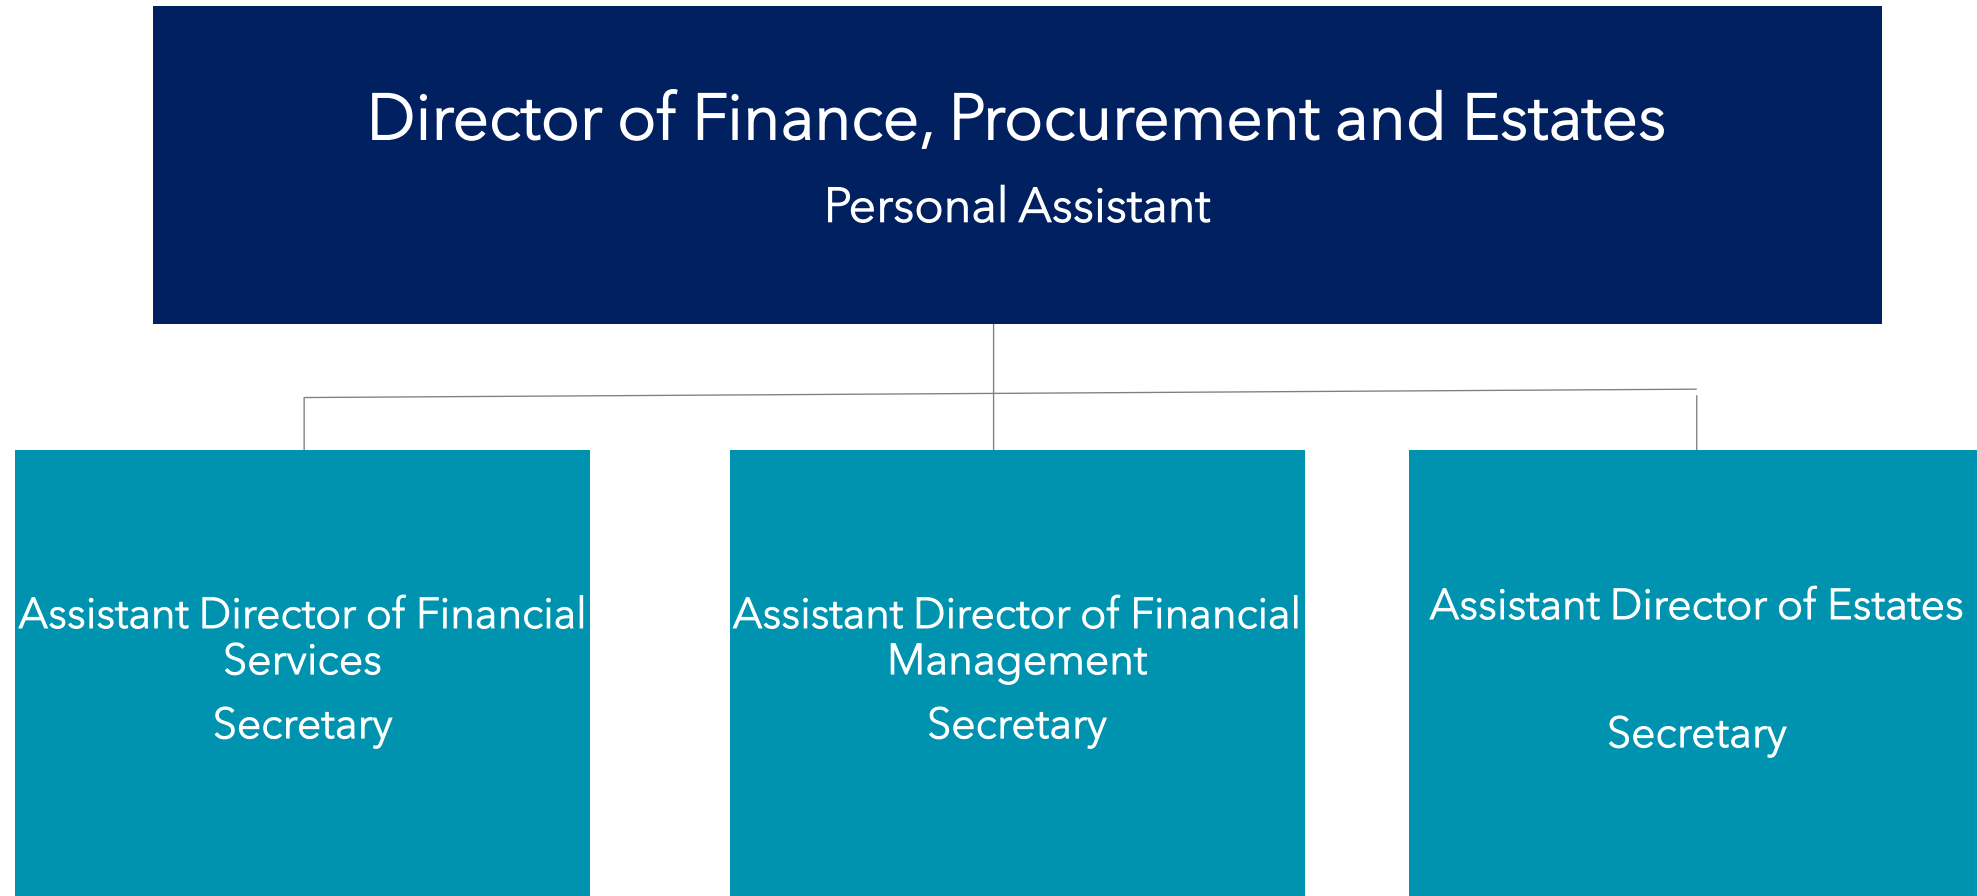 Director of Finance, Procurement and Estates
Personal Assistant
Assistant Director of Financial
Services
Secretary
Assistant Director of Financial
Management
Secretary
Assistant Director of Estates
Secretary